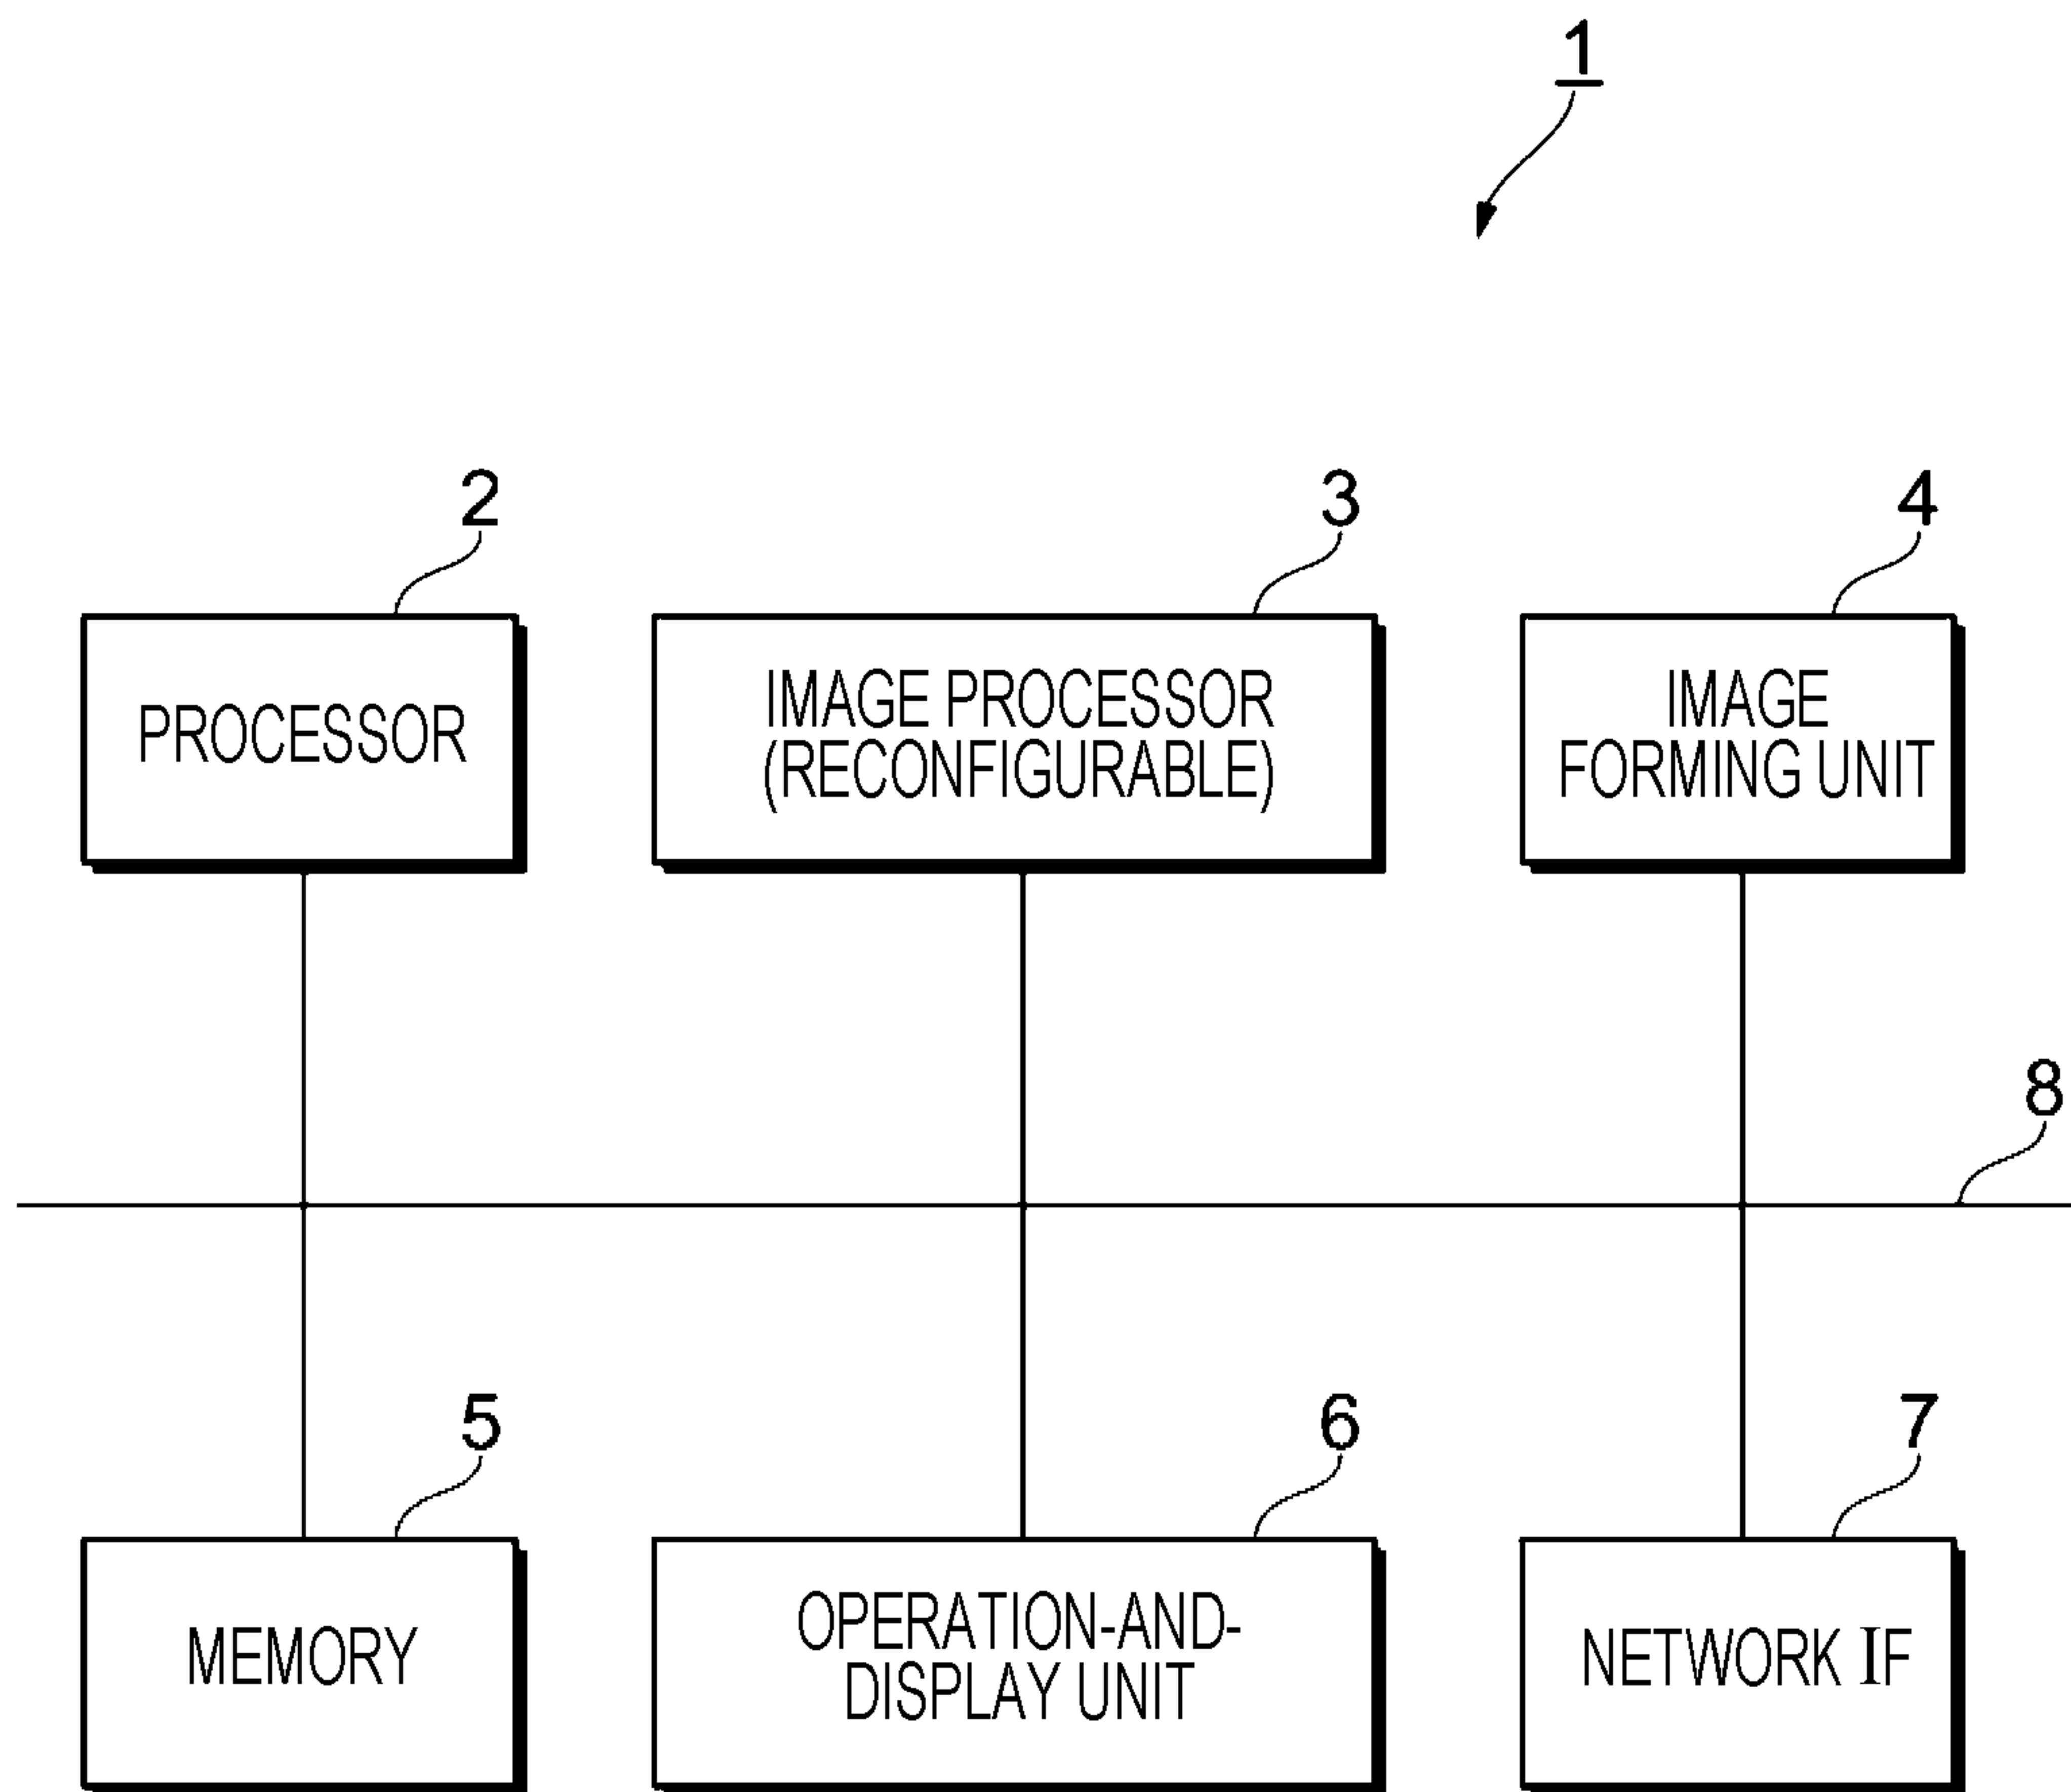 1
2
3
4
PROCESSOR
IMAGE PROCESSOR
(RECONFIGURABLE)
IMAGE
FORMING UNIT
8
5
6
7
MEMORY
OPERATION-AND-
DISPLAY UNIT
NETWORK IF